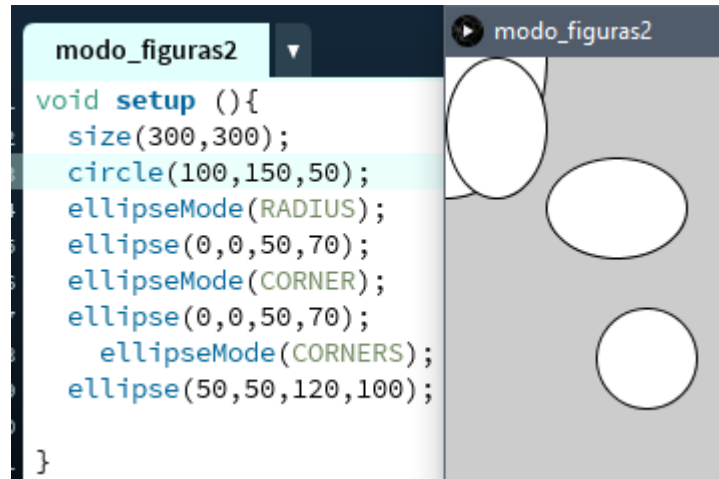 modo_figuras2
modo_figuras2
void setup (){
size(300,300);
circle(100,150,50);
ellipseMode(RADIUS);
ellipse(0,0,50,70);
ellipseMode(CORNER);
ellipse(0,0,50,70);
ellipseMode(CORNERS);
ellipse(50,50,120,100);
}